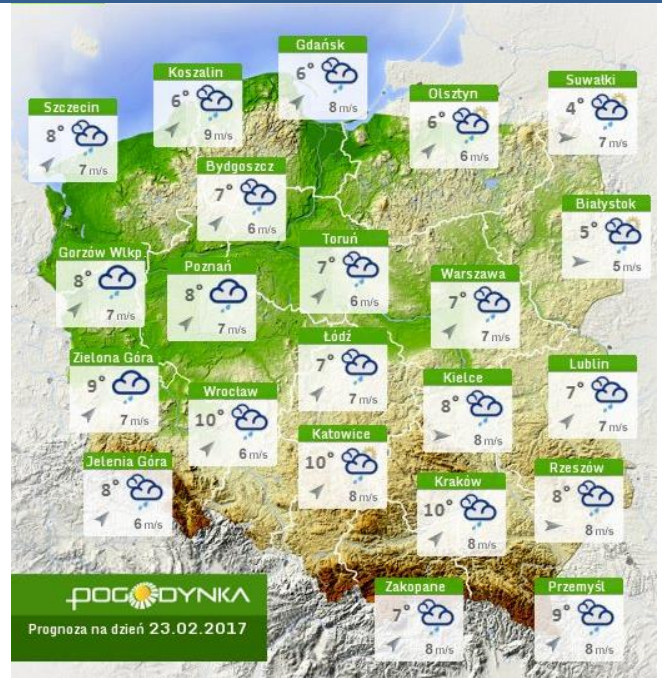 Gdańsk
6°
8 m/s
Koszalin
6°
9 m/s
Suwałki
4°
7 m/s
Olsztyn
6°
6 m/s
Szczecin
8°
7 m/s
Bydgoszcz
7°
6 m/s
Białystok
5°
5 m/s
Toruń
7°
6 m/s
Gorzów Wlkp.
8°
7 m/s
Poznań
8°
7 m/s
Warszawa
7°
7 m/s
Łódź
7°
7 m/s
Zielona Góra
9°
7 m/s
Lublin
7°
7 m/s
Kielce
8°
8 m/s
Wrocław
10°
6 m/s
Katowice
10°
8 m/s
Jelenia Góra
8°
6 m/s
Rzeszów
8°
8 m/s
Kraków
10°
8 m/s
Zakopane
7°
8 m/s
Przemyśl
9°
8 m/s
POGODYNKA
Prognoza na dzień 23.02.2017